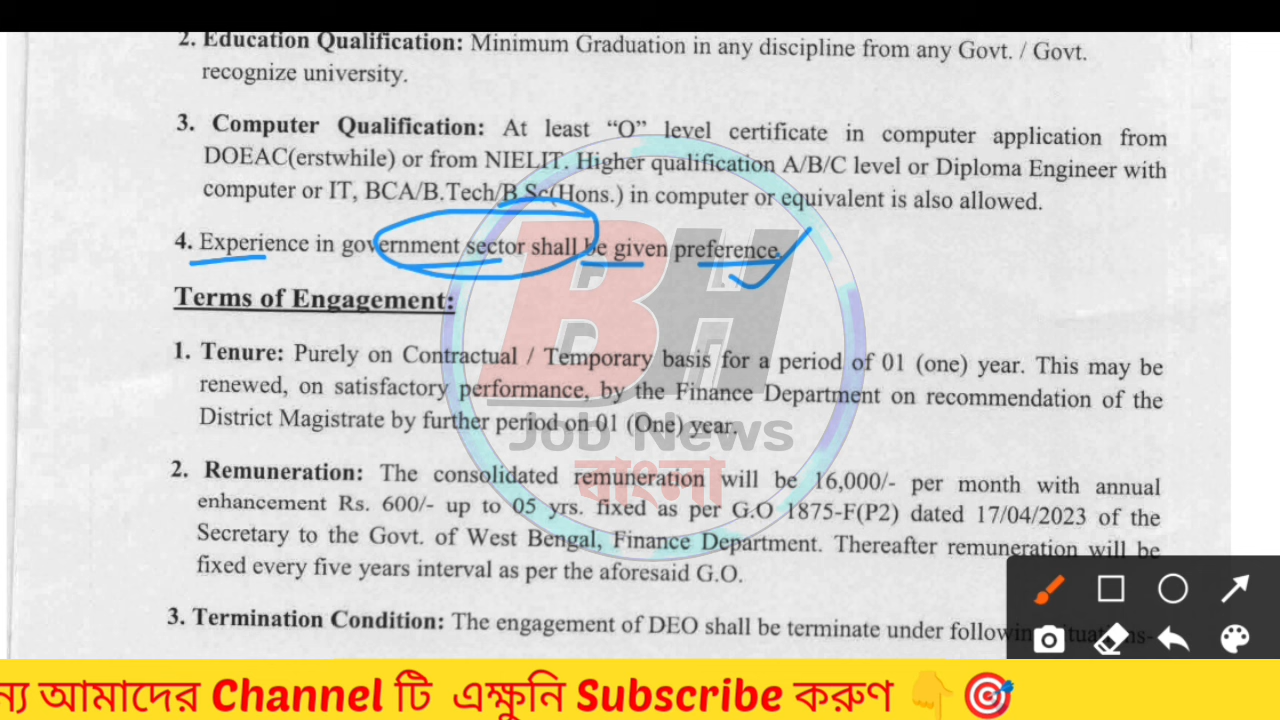 2. Education Qualification: Minimum Graduation in any discipline from any Govt. / Govt.
recognize university.
3. Computer Qualification: At least “O” level certificate in computer application from
DOEAC(erstwhile) or from NIELIT. Higher qualification A/B/C level or Diploma Engineer with
computer or IT, BCA/B.Tech/B.Sc(Hons.) in computer or equivalent is also allowed.
4. Experience in government sector shall be given preference.
Terms of Engagement:
1. Tenure: Purely on Contractual / Temporary basis for a period of 01 (one) year. This may be
renewed, on satisfactory performance, by the Finance Department on recommendation of the
District Magistrate by further period on 01 (One) year.
2. Remuneration: The consolidated remuneration will be 16,000/- per month with annual
enhancement Rs. 600/- up to 05 yrs. fixed as per G.O 1875-F(P2) dated 17/04/2023 of the
Secretary to the Govt. of West Bengal, Finance Department. Thereafter remuneration will be
fixed every five years interval as per the aforesaid G.O.
3. Termination Condition: The engagement of DEO shall be terminate under following
BH
Job News
বাংলা
আমাদের Channel টি এক্ষুনি Subscribe করুণ 👇🎯